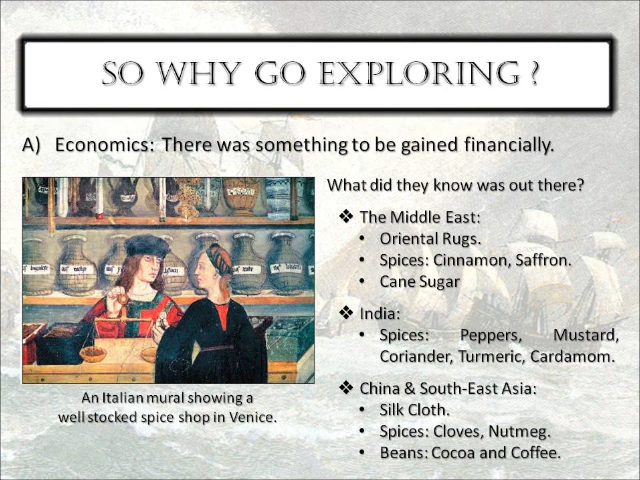 SO WHY GO EXPLORING ?
A) Economics: There was something to be gained financially.
What did they know was out there?
❖ The Middle East:
• Oriental Rugs.
• Spices: Cinnamon, Saffron.
• Cane Sugar
❖ India:
• Spices: Peppers, Mustard,
Coriander, Turmeric, Cardamom.
❖ China & South-East Asia:
• Silk Cloth.
• Spices: Cloves, Nutmeg.
• Beans: Cocoa and Coffee.
An Italian mural showing a
well stocked spice shop in Venice.